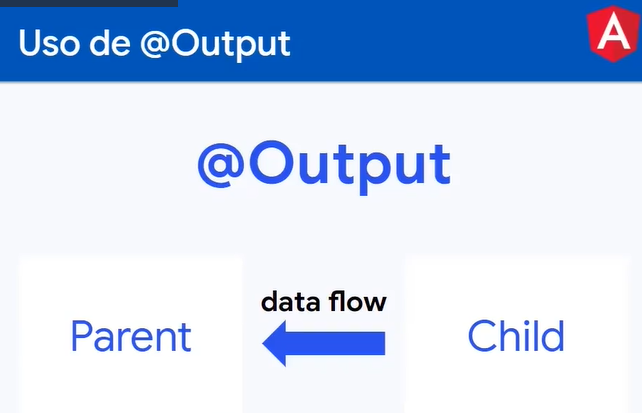 Uso de @Output
A
@Output
data flow
Parent
Child